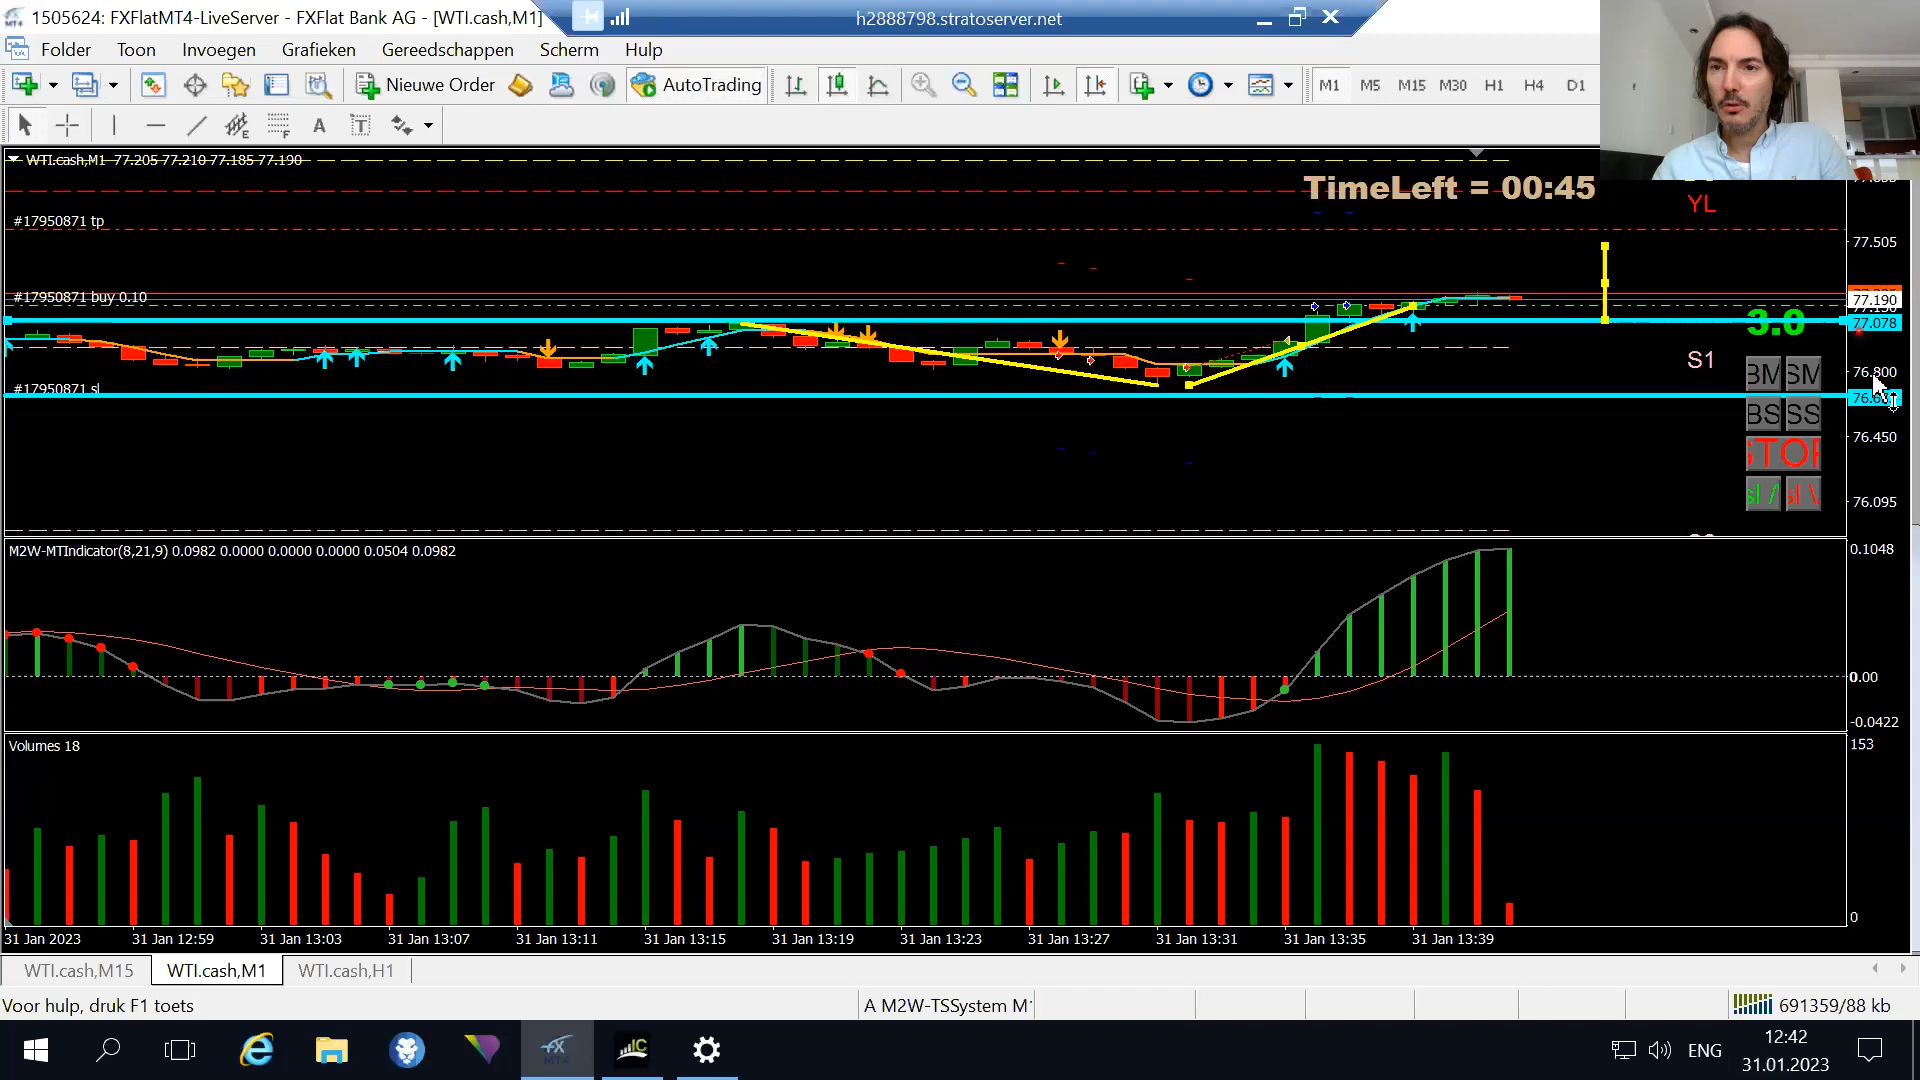 1505624: FXFlatMT4-LiveServer - FXFlat Bank AG - [WTI.cash,M1]
h2888798.stratoserver.net
Folder Toon Invoegen Grafieken Gereedschappen Scherm Hulp
Nieuwe Order AutoTrading M1 M5 M15 M30 H1 H4 D1
WTI.cash,M1 77.205 77.210 77.185 77.190
TimeLeft = 00:45
YL
#17950871 tp
77.505
#17950871 buy 0.10
77.190
77.078
3.0
S1
76.800
#17950871 sl
BM SM
BS SS
76.450
STOP
sl / sl \
76.095
M2W-MTIndicator(8,21,9) 0.0982 0.0000 0.0000 0.0000 0.0504 0.0982
0.1048
0.00
-0.0422
Volumes 18
153
0
31 Jan 2023 31 Jan 12:59 31 Jan 13:03 31 Jan 13:07 31 Jan 13:11 31 Jan 13:15 31 Jan 13:19 31 Jan 13:23 31 Jan 13:27 31 Jan 13:31 31 Jan 13:35 31 Jan 13:39
WTI.cash,M15 WTI.cash,M1 WTI.cash,H1
Voor hulp, druk F1 toets
A M2W-TSSystem M
691359/88 kb
12:42
ENG
31.01.2023